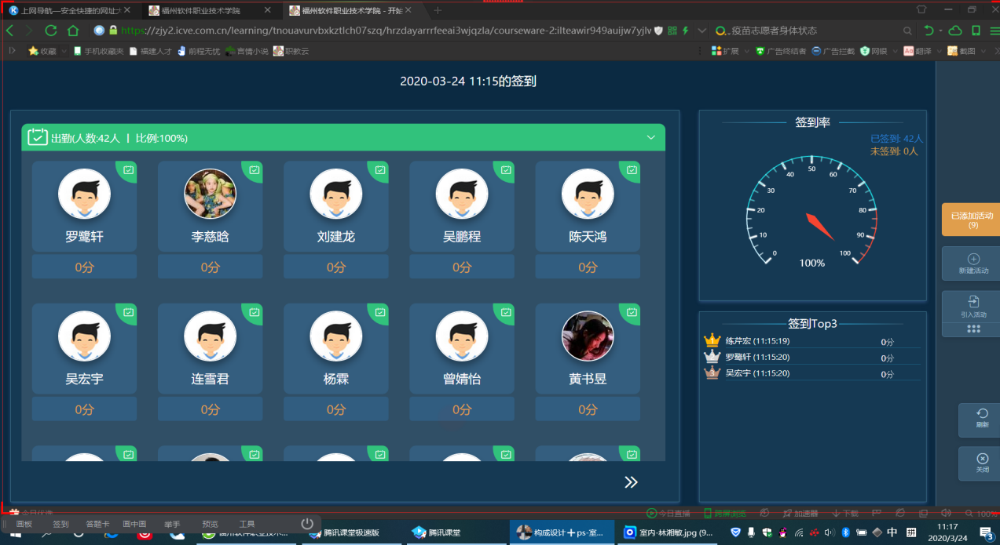 上网导航—安全快捷的网址大
福州软件职业技术学院
福州软件职业技术学院 - 开始
https://zjy2.icve.com.cn/learning/tnouavurvbxkztlch07szq/hrzdayarrrfeeai3wjqzla/courseware-2:ilteawir949auijw7yjlv
疫苗志愿者身体状态
收藏 手机收藏夹 福建人才 前程无忧 言情小说 职教云
扩展 广告终结者 广告拦截 网银 翻译 截图
2020-03-24 11:15的签到
出勤(人数:42人 | 比例:100%)
罗鹭轩 李慈晗 刘建龙 吴鹏程 陈天鸿
0分 0分 0分 0分 0分
吴宏宇 连雪君 杨霖 曾婧怡 黄书昱
0分 0分 0分 0分 0分
签到率
已签到: 42人
未签到: 0人
0 10 20 30 40 50 60 70 80 90 100
100%
签到Top3
练芹宏 (11:15:19) 0分
罗鹭轩 (11:15:20) 0分
3 吴宏宇 (11:15:20) 0分
已添加活动
(9)
新建活动
引入活动
刷新
关闭
今日优选
今日直播 跨屏浏览 加速器 下载 100%
画板 签到 答题卡 画中画 举手 预览 工具
福州软件职业技术...
腾讯课堂极速版
腾讯课堂
构成设计+ps-室...
室内-林湘敏.jpg (9...
中 拼
11:17
2020/3/24
3